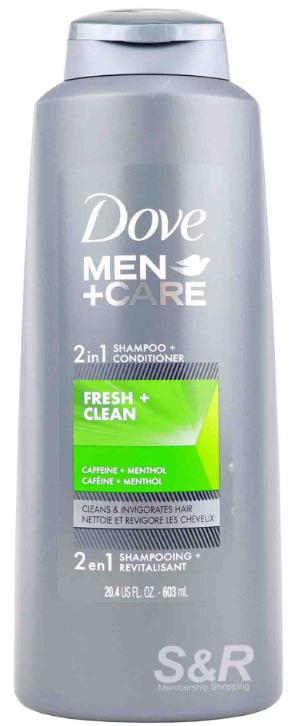 Dove
MEN
+CARE
2in1 SHAMPOO +
CONDITIONER
FRESH +
CLEAN
CAFFEINE + MENTHOL
CAFÉINE + MENTHOL
CLEANS & INVIGORATES HAIR
NETTOIE ET REVIGORE LES CHEVEUX
2en1 SHAMPOOING +
REVITALISANT
20.4 US FL. OZ. - 603 mL
S&R
Membership Shopping